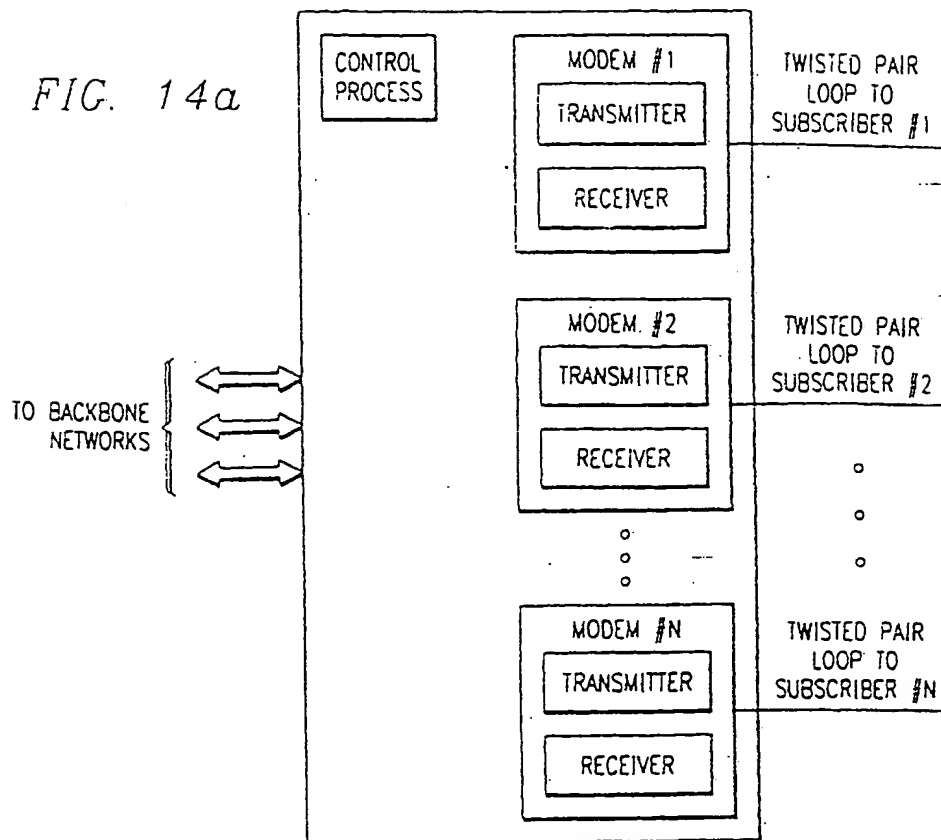 FIG. 14a
CONTROL
PROCESS
MODEM #1
TRANSMITTER
RECEIVER
TWISTED PAIR
LOOP TO
SUBSCRIBER #1
MODEM. #2
TRANSMITTER
RECEIVER
TWISTED PAIR
LOOP TO
SUBSCRIBER #2
TO BACKBONE
NETWORKS
MODEM #N
TRANSMITTER
RECEIVER
TWISTED PAIR
LOOP TO
SUBSCRIBER #N